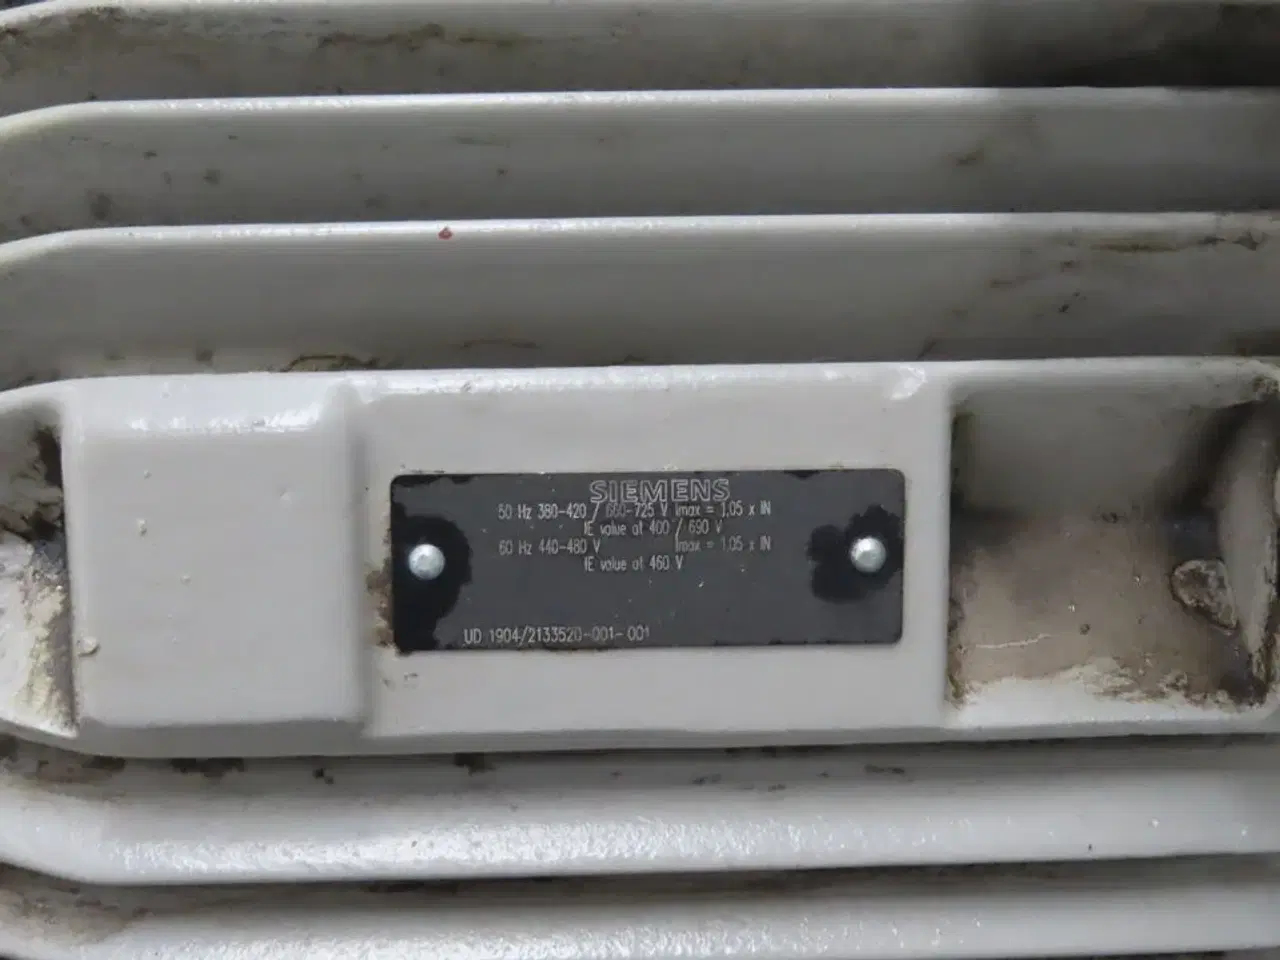 SIEMENS
50 Hz 380-420 / 660-725 V Imax = 1,05 x IN
IE value at 400 / 690 V
60 Hz 440-480 V Imax = 1,05 x IN
IE value at 460 V
UD 1904/2133520-001-001